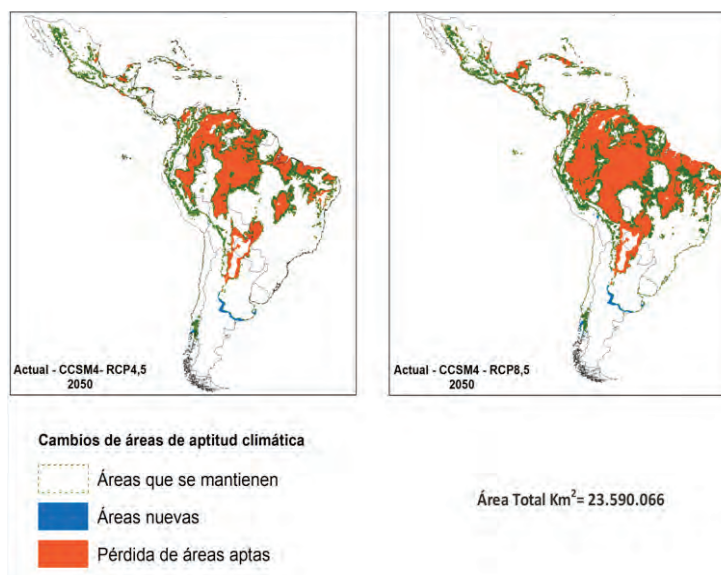 Actual - CCSM4- RCP4,5
2050
Actual - CCSM4 - RCP8,5
2050
Cambios de áreas de aptitud climática
Áreas que se mantienen
Áreas nuevas
Pérdida de áreas aptas
Área Total Km²= 23.590.066